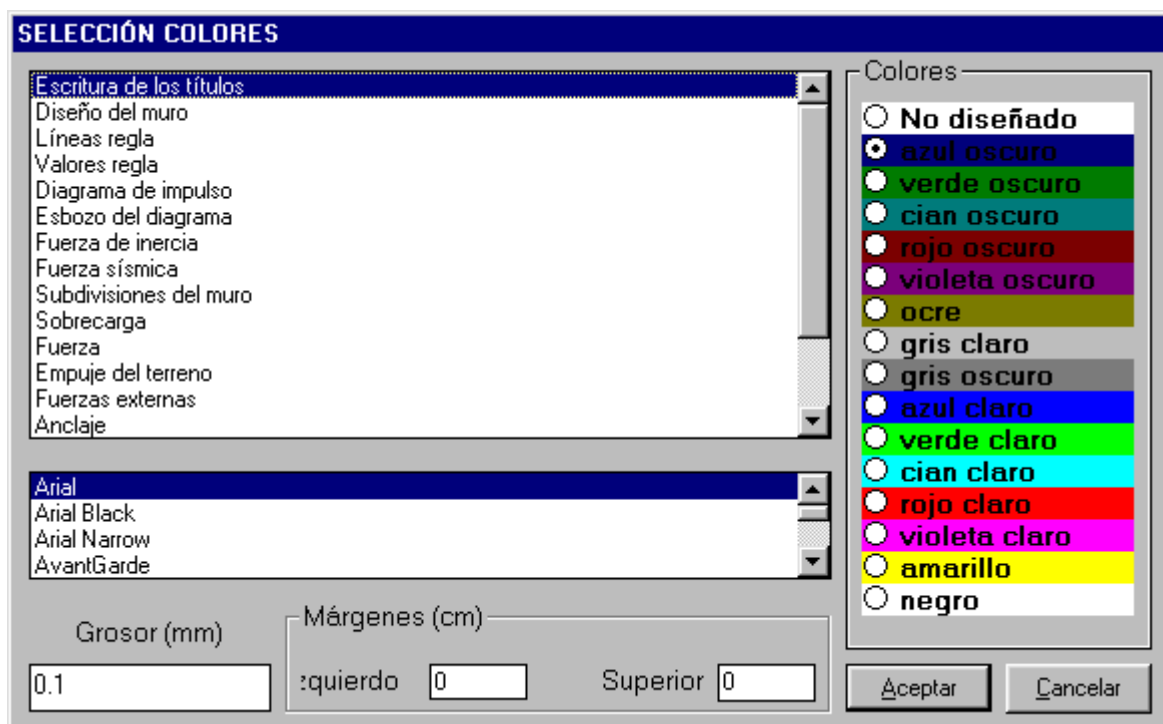 SELECCIÓN COLORES
Escritura de los títulos
Diseño del muro
Líneas regla
Valores regla
Diagrama de impulso
Esbozo del diagrama
Fuerza de inercia
Fuerza sísmica
Subdivisiones del muro
Sobrecarga
Fuerza
Empuje del terreno
Fuerzas externas
Anclaje
Arial
Arial Black
Arial Narrow
AvantGarde
Grosor (mm)
0.1
Márgenes (cm)
zquierdo 0 Superior 0
Colores
No diseñado
azul oscuro
verde oscuro
cian oscuro
rojo oscuro
violeta oscuro
ocre
gris claro
gris oscuro
azul claro
verde claro
cian claro
rojo claro
violeta claro
amarillo
negro
Aceptar Cancelar